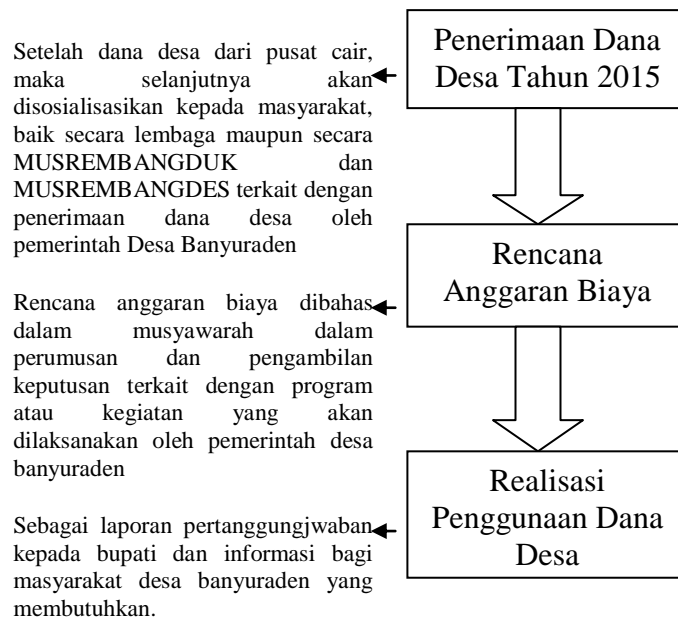 Penerimaan Dana
Desa Tahun 2015
Setelah dana desa dari pusat cair,
maka selanjutnya akan
disosialisasikan kepada masyarakat,
baik secara lembaga maupun secara
MUSREMBANGDUK dan
MUSREMBANGDES terkait dengan
penerimaan dana desa oleh
pemerintah Desa Banyuraden
Rencana
Anggaran Biaya
Rencana anggaran biaya dibahas
dalam musyawarah dalam
perumusan dan pengambilan
keputusan terkait dengan program
atau kegiatan yang akan
dilaksanakan oleh pemerintah desa
banyuraden
Realisasi
Penggunaan Dana
Desa
Sebagai laporan pertanggungjwaban
kepada bupati dan informasi bagi
masyarakat desa banyuraden yang
membutuhkan.